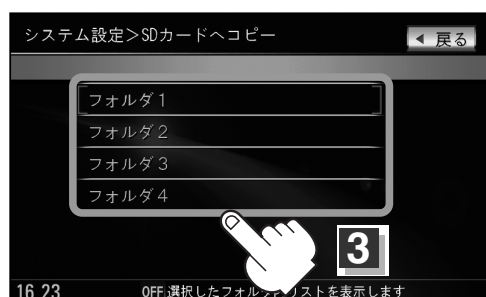 システム設定＞SDカードへコピー
◀ 戻る
フォルダ1
フォルダ2
フォルダ3
フォルダ4
3
16 23
OFF 選択したフォルダ リストを表示します